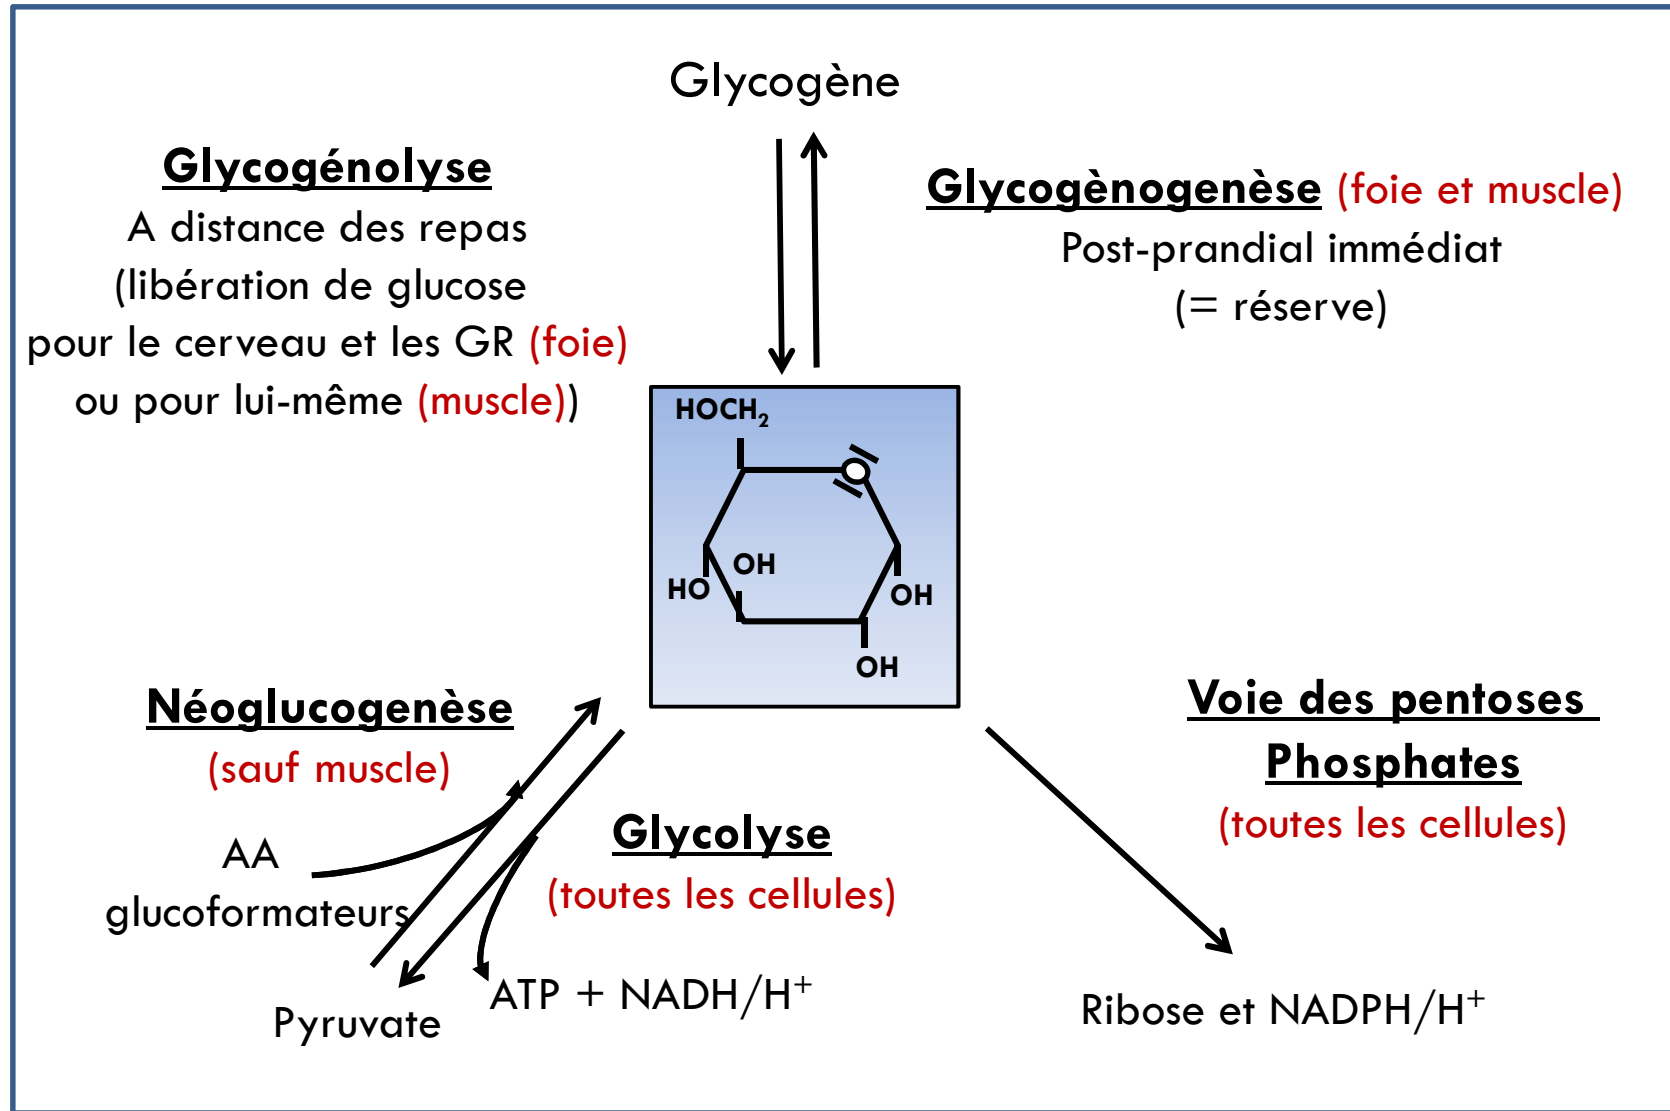 Glycogène
Glycogénolyse
A distance des repas
(libération de glucose
pour le cerveau et les GR (foie)
ou pour lui-même (muscle))
Glycogènogenèse (foie et muscle)
Post-prandial immédiat
(= réserve)
HOCH₂
O
OH
HO
OH
OH
Néoglucogenèse
(sauf muscle)
AA
glucoformateurs
Pyruvate
Glycolyse
(toutes les cellules)
ATP + NADH/H⁺
Voie des pentoses
Phosphates
(toutes les cellules)
Ribose et NADPH/H⁺